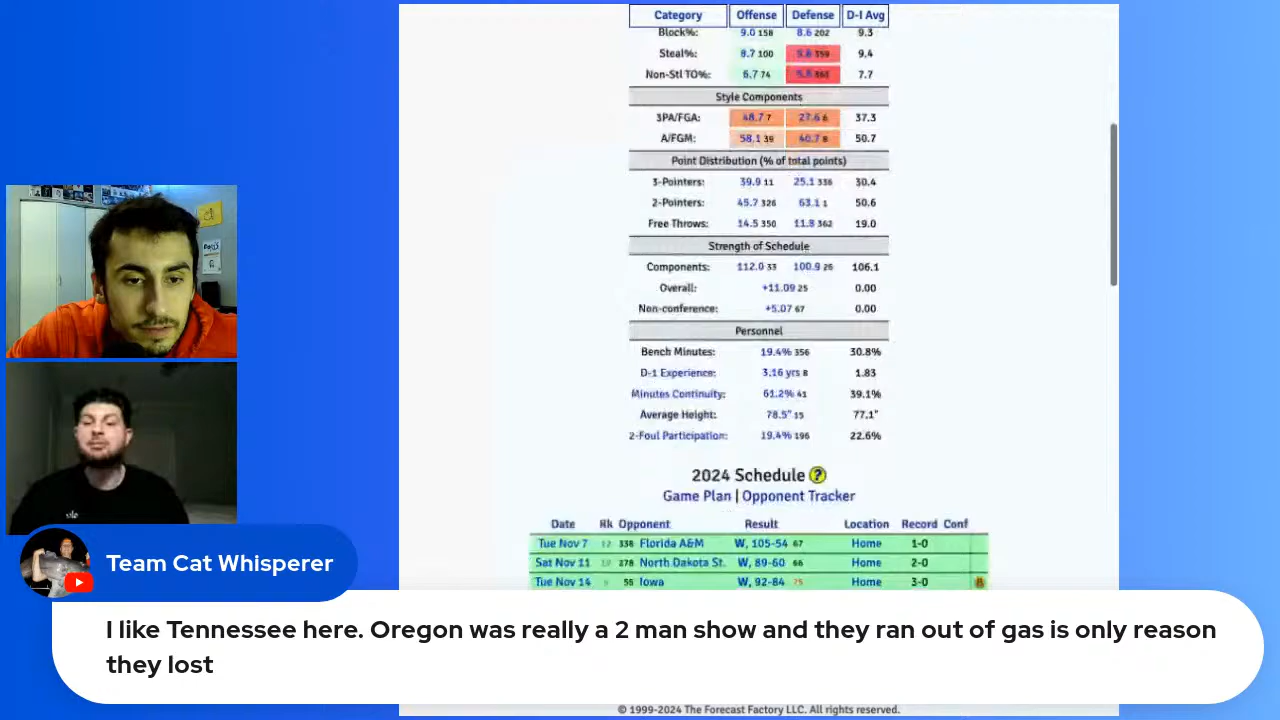 Category Offense Defense D-I Avg
Block%: 9.0 158 8.6 202 9.3
Steal%: 8.7 100 359 9.4
Non-Stl TO%: 6.7 74 7.7
Style Components
3PA/FGA: 48.7 7 27.6 6 37.3
A/FGM: 58.1 39 40.7 8 50.7
Point Distribution (% of total points)
3-Pointers: 39.9 11 25.1 336 30.4
2-Pointers: 45.7 326 63.1 1 50.6
Free Throws: 14.5 350 11.8 362 19.0
Strength of Schedule
Components: 112.0 33 100.9 26 106.1
Overall: +11.09 25 0.00
Non-conference: +5.07 67 0.00
Personnel
Bench Minutes: 19.4% 356 30.8%
D-1 Experience: 3.16 yrs 8 1.83
Minutes Continuity: 61.2% 41 39.1%
Average Height: 78.5" 15 77.1"
2-Foul Participation: 19.4% 196 22.6%
2024 Schedule ?
Game Plan | Opponent Tracker
Date Rk Opponent Result Location Record Conf
Tue Nov 7 12 338 Florida A&M W, 105-54 67 Home 1-0
Sat Nov 11 278 North Dakota St. W, 89-60 66 Home 2-0
Tue Nov 14 55 Iowa W, 92-84 75 Home 3-0
Team Cat Whisperer
I like Tennessee here. Oregon was really a 2 man show and they ran out of gas is only reason
they lost
© 1999-2024 The Forecast Factory LLC. All rights reserved.